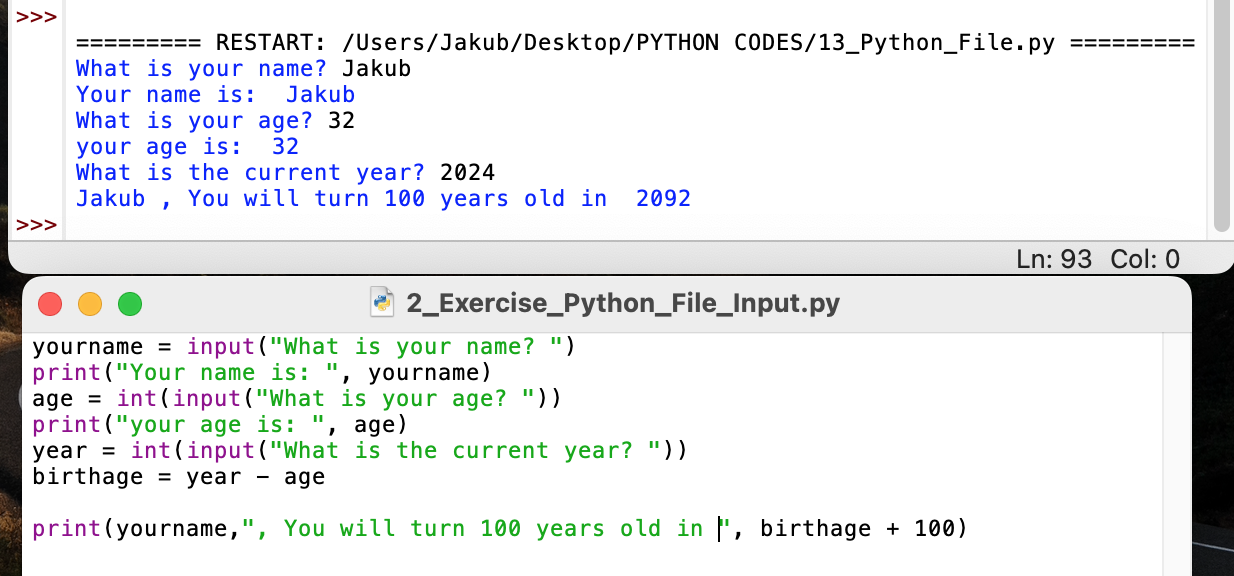 >>>
========= RESTART: /Users/Jakub/Desktop/PYTHON CODES/13_Python_File.py =========
What is your name? Jakub
Your name is:  Jakub
What is your age? 32
your age is:  32
What is the current year? 2024
Jakub , You will turn 100 years old in  2092
>>>
Ln: 93 Col: 0
2_Exercise_Python_File_Input.py
yourname = input("What is your name? ")
print("Your name is: ", yourname)
age = int(input("What is your age? "))
print("your age is: ", age)
year = int(input("What is the current year? "))
birthage = year - age
print(yourname,", You will turn 100 years old in ", birthage + 100)